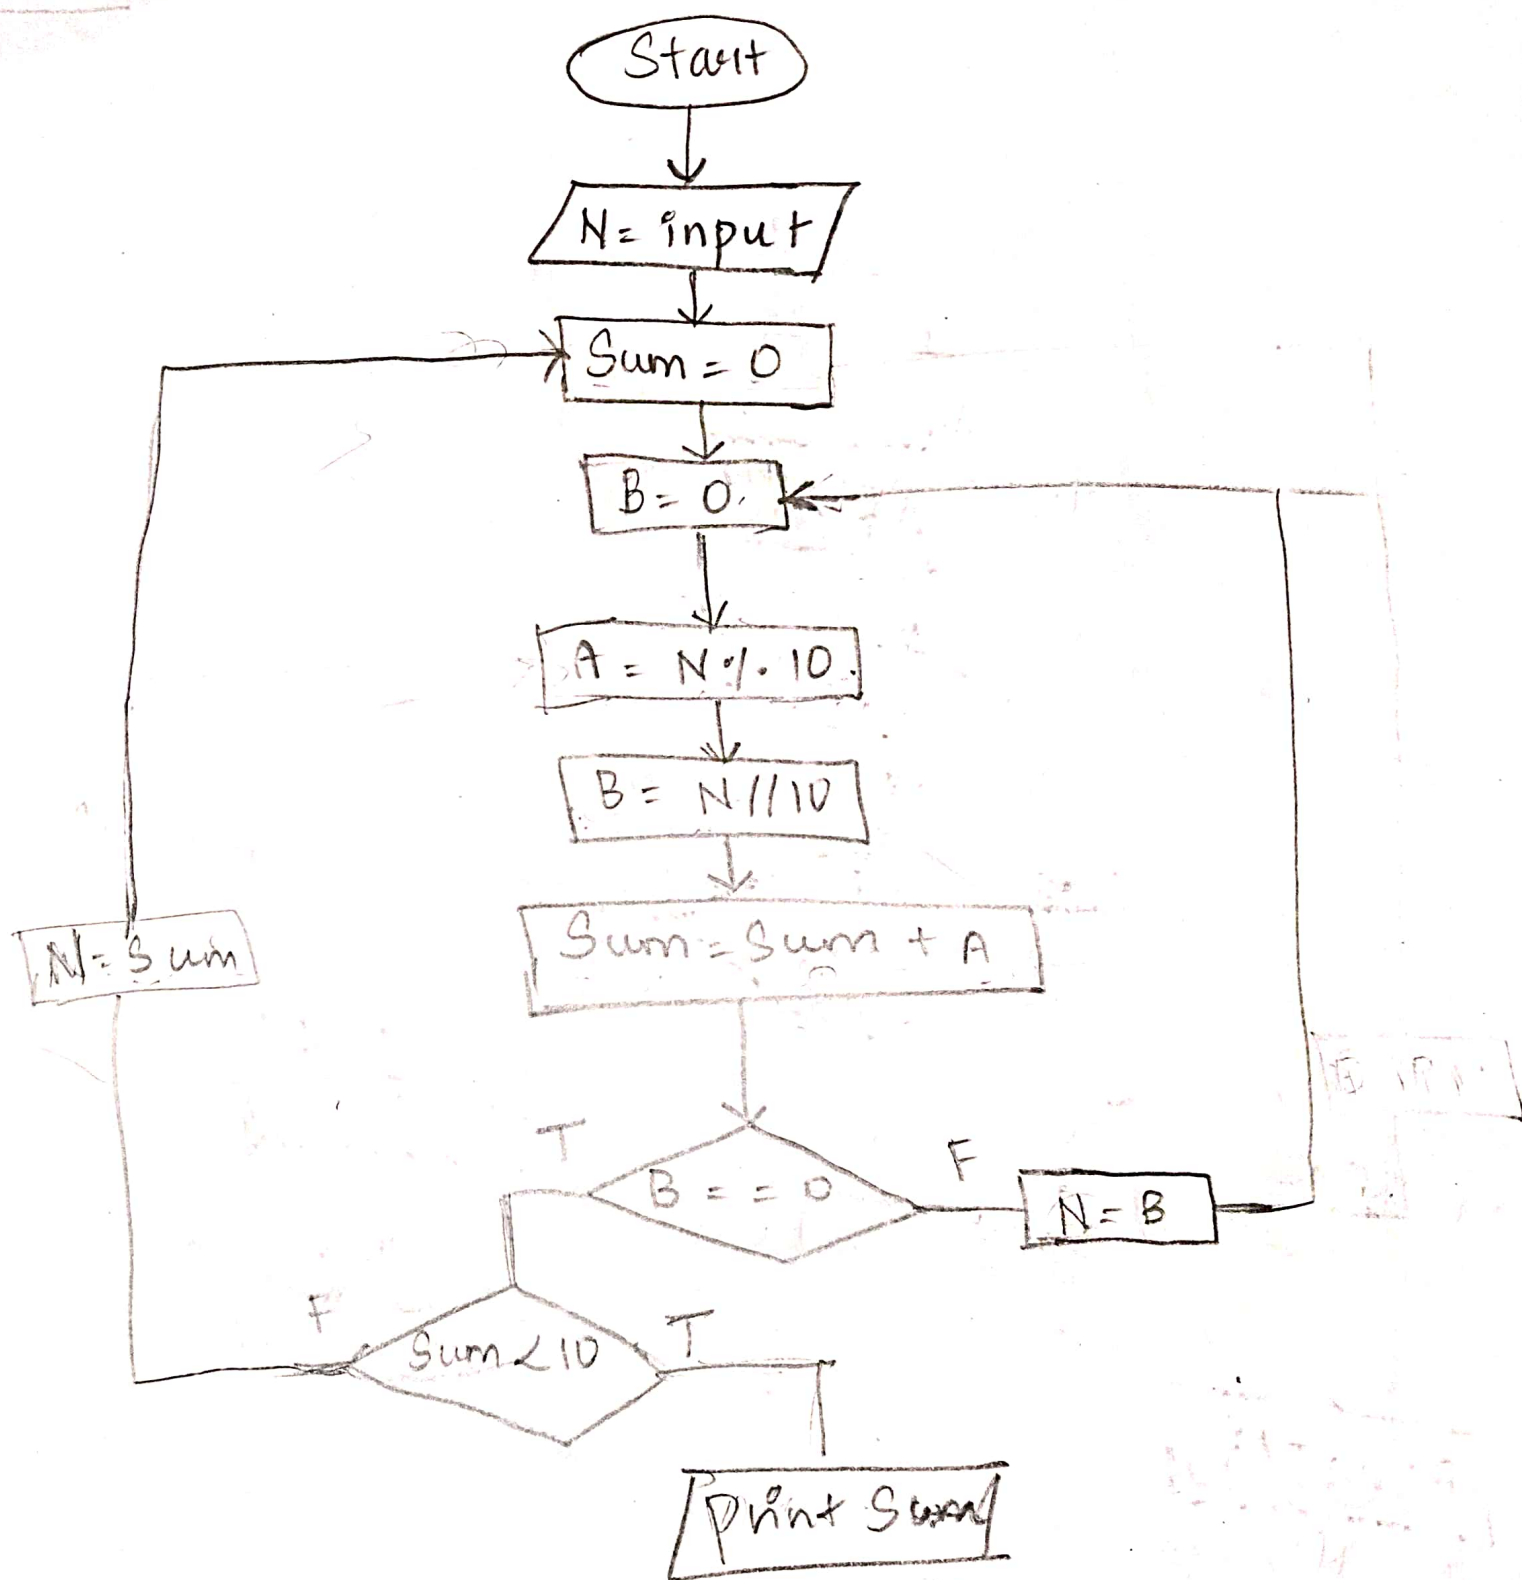 Start
N= input
Sum = 0
B= 0.
A = N % 10.
B = N//10
Sum = Sum + A
N=Sum
T
F
B == 0
N=B
F
T
Sum<10
print Sum